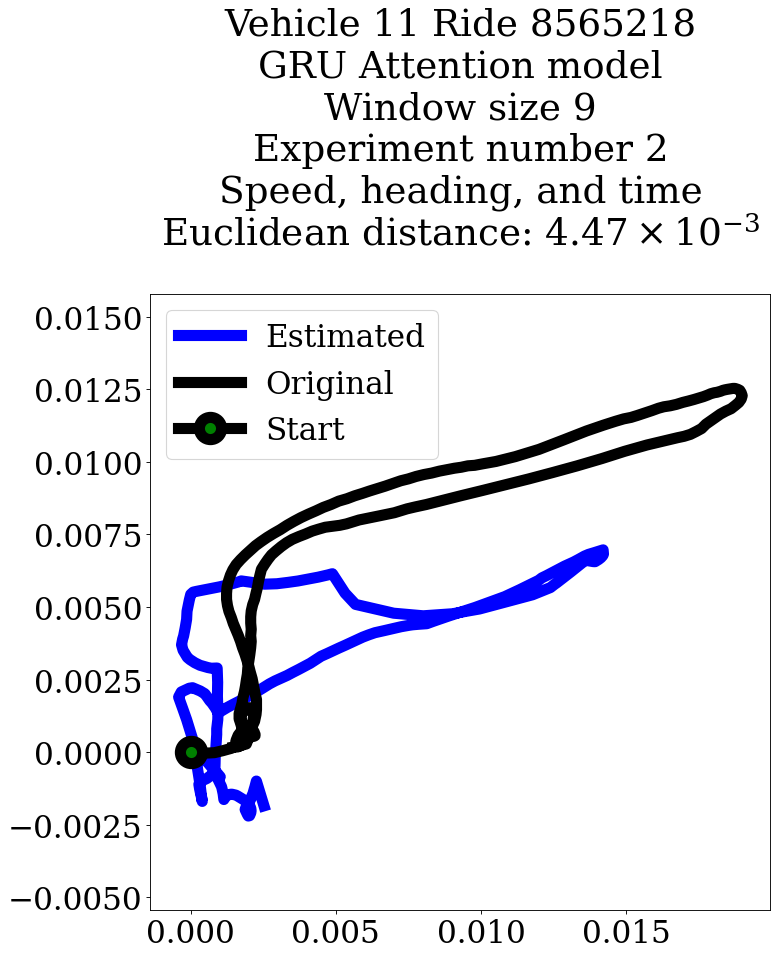 Vehicle 11 Ride 8565218
GRU Attention model
Window size 9
Experiment number 2
Speed, heading, and time
Euclidean distance: 4.47 × 10⁻³
Estimated
Original
Start
0.0150
0.0125
0.0100
0.0075
0.0050
0.0025
0.0000
−0.0025
−0.0050
0.000 0.005 0.010 0.015